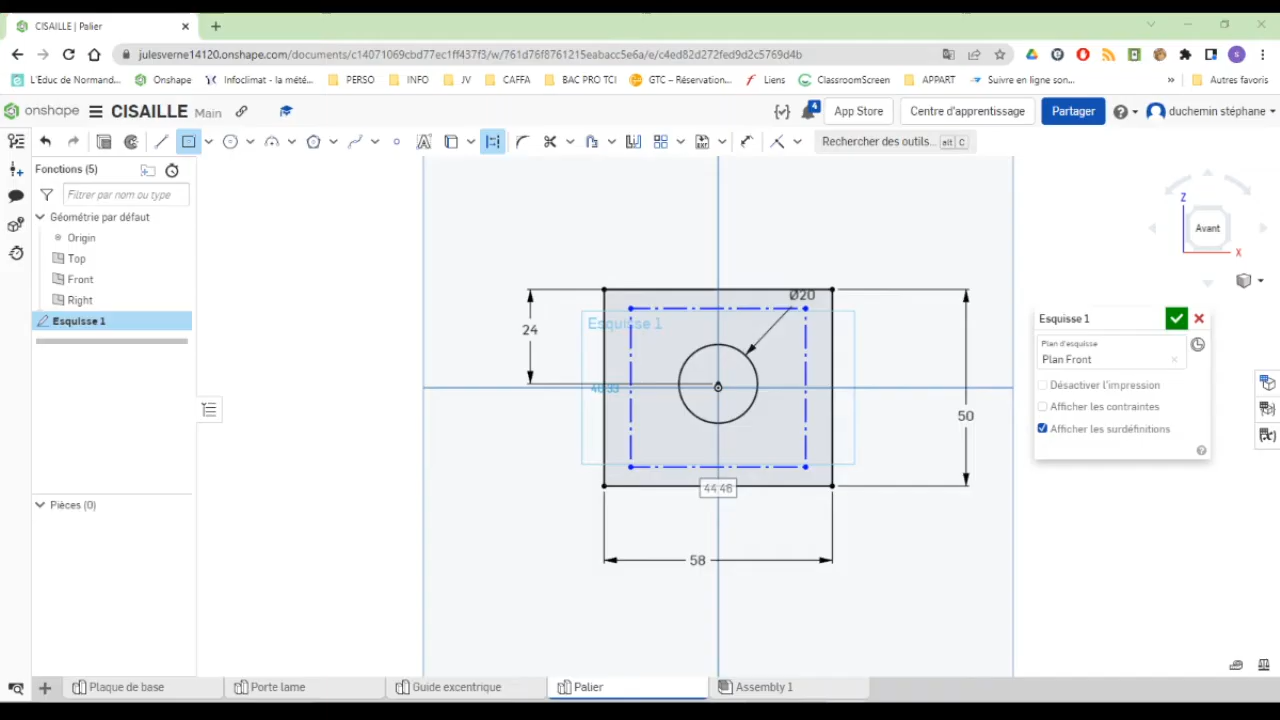 CISAILLE | Palier
julesverne14120.onshape.com/documents/c14071069cbd77ec1ff437f3/w/761d76f8761215eabacc5e6a/e/c4ed82d272fed9d2c5769d4b
S
L'Educ de Normand...
Onshape
Infoclimat - la mété...
PERSO
INFO
JV
CAFFA
BAC PRO TCI
GTC – Réservation...
Liens
ClassroomScreen
APPART
Suivre en ligne son...
»
Autres favoris
onshape
CISAILLE Main
4
App Store
Centre d'apprentissage
Partager
duchemin stéphane
Rechercher des outils... alt C
Fonctions (5)
Filtrer par nom ou type
Géométrie par défaut
Origin
Top
Front
Right
Esquisse 1
Pièces (0)
Z
Avant
X
Ø20
Esquisse 1
24
50
44.46
58
Esquisse 1
Plan d'esquisse
Plan Front
Désactiver l'impression
Afficher les contraintes
Afficher les surdéfinitions
Plaque de base
Porte lame
Guide excentrique
Palier
Assembly 1